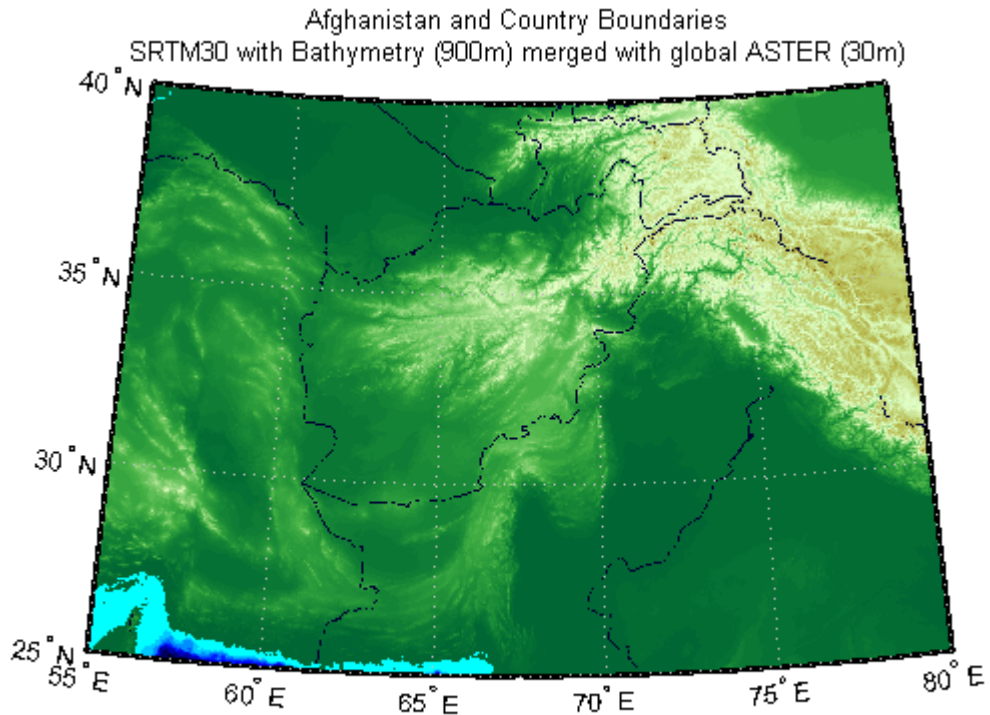 Afghanistan and Country Boundaries
SRTM30 with Bathymetry (900m) merged with global ASTER (30m)
40°N
35°N
30°N
25°N
55°E
60°E
65°E
70°E
75°E
80°E